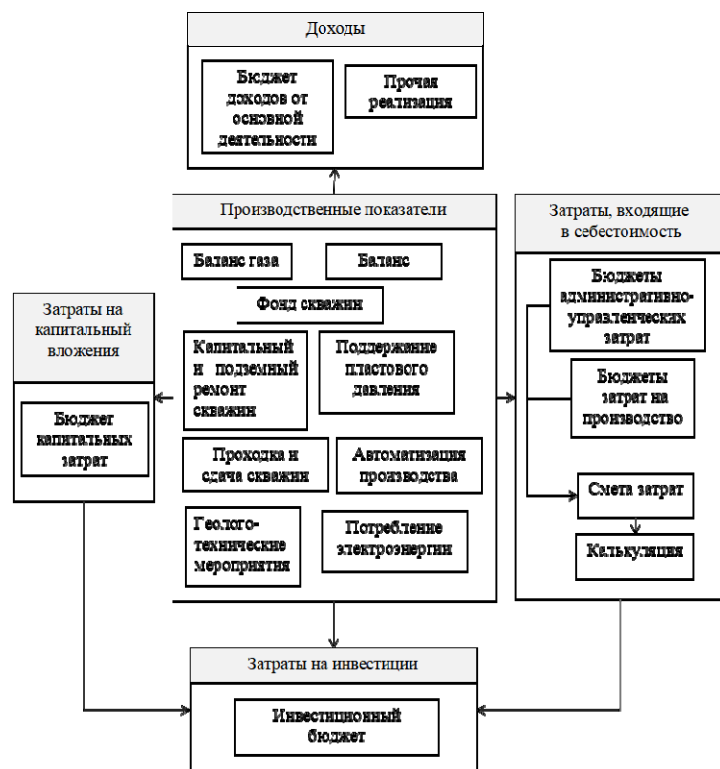 Доходы
Бюджет
доходов от
основной
деятельности
Прочая
реализация
Производственные показатели
Баланс газа
Баланс
Фонд скважин
Капитальный
и подземный
ремонт
скважин
Поддержание
пластового
давления
Проходка и
сдача скважин
Автоматизация
производства
Геолого-
технические
мероприятия
Потребление
электроэнергии
Затраты на
капитальный
вложения
Бюджет
капитальных
затрат
Затраты, входящие
в себестоимость
Бюджеты
административно-
управленческих
затрат
Бюджеты
затрат на
производство
Смета затрат
Калькуляция
Затраты на инвестиции
Инвестиционный
бюджет